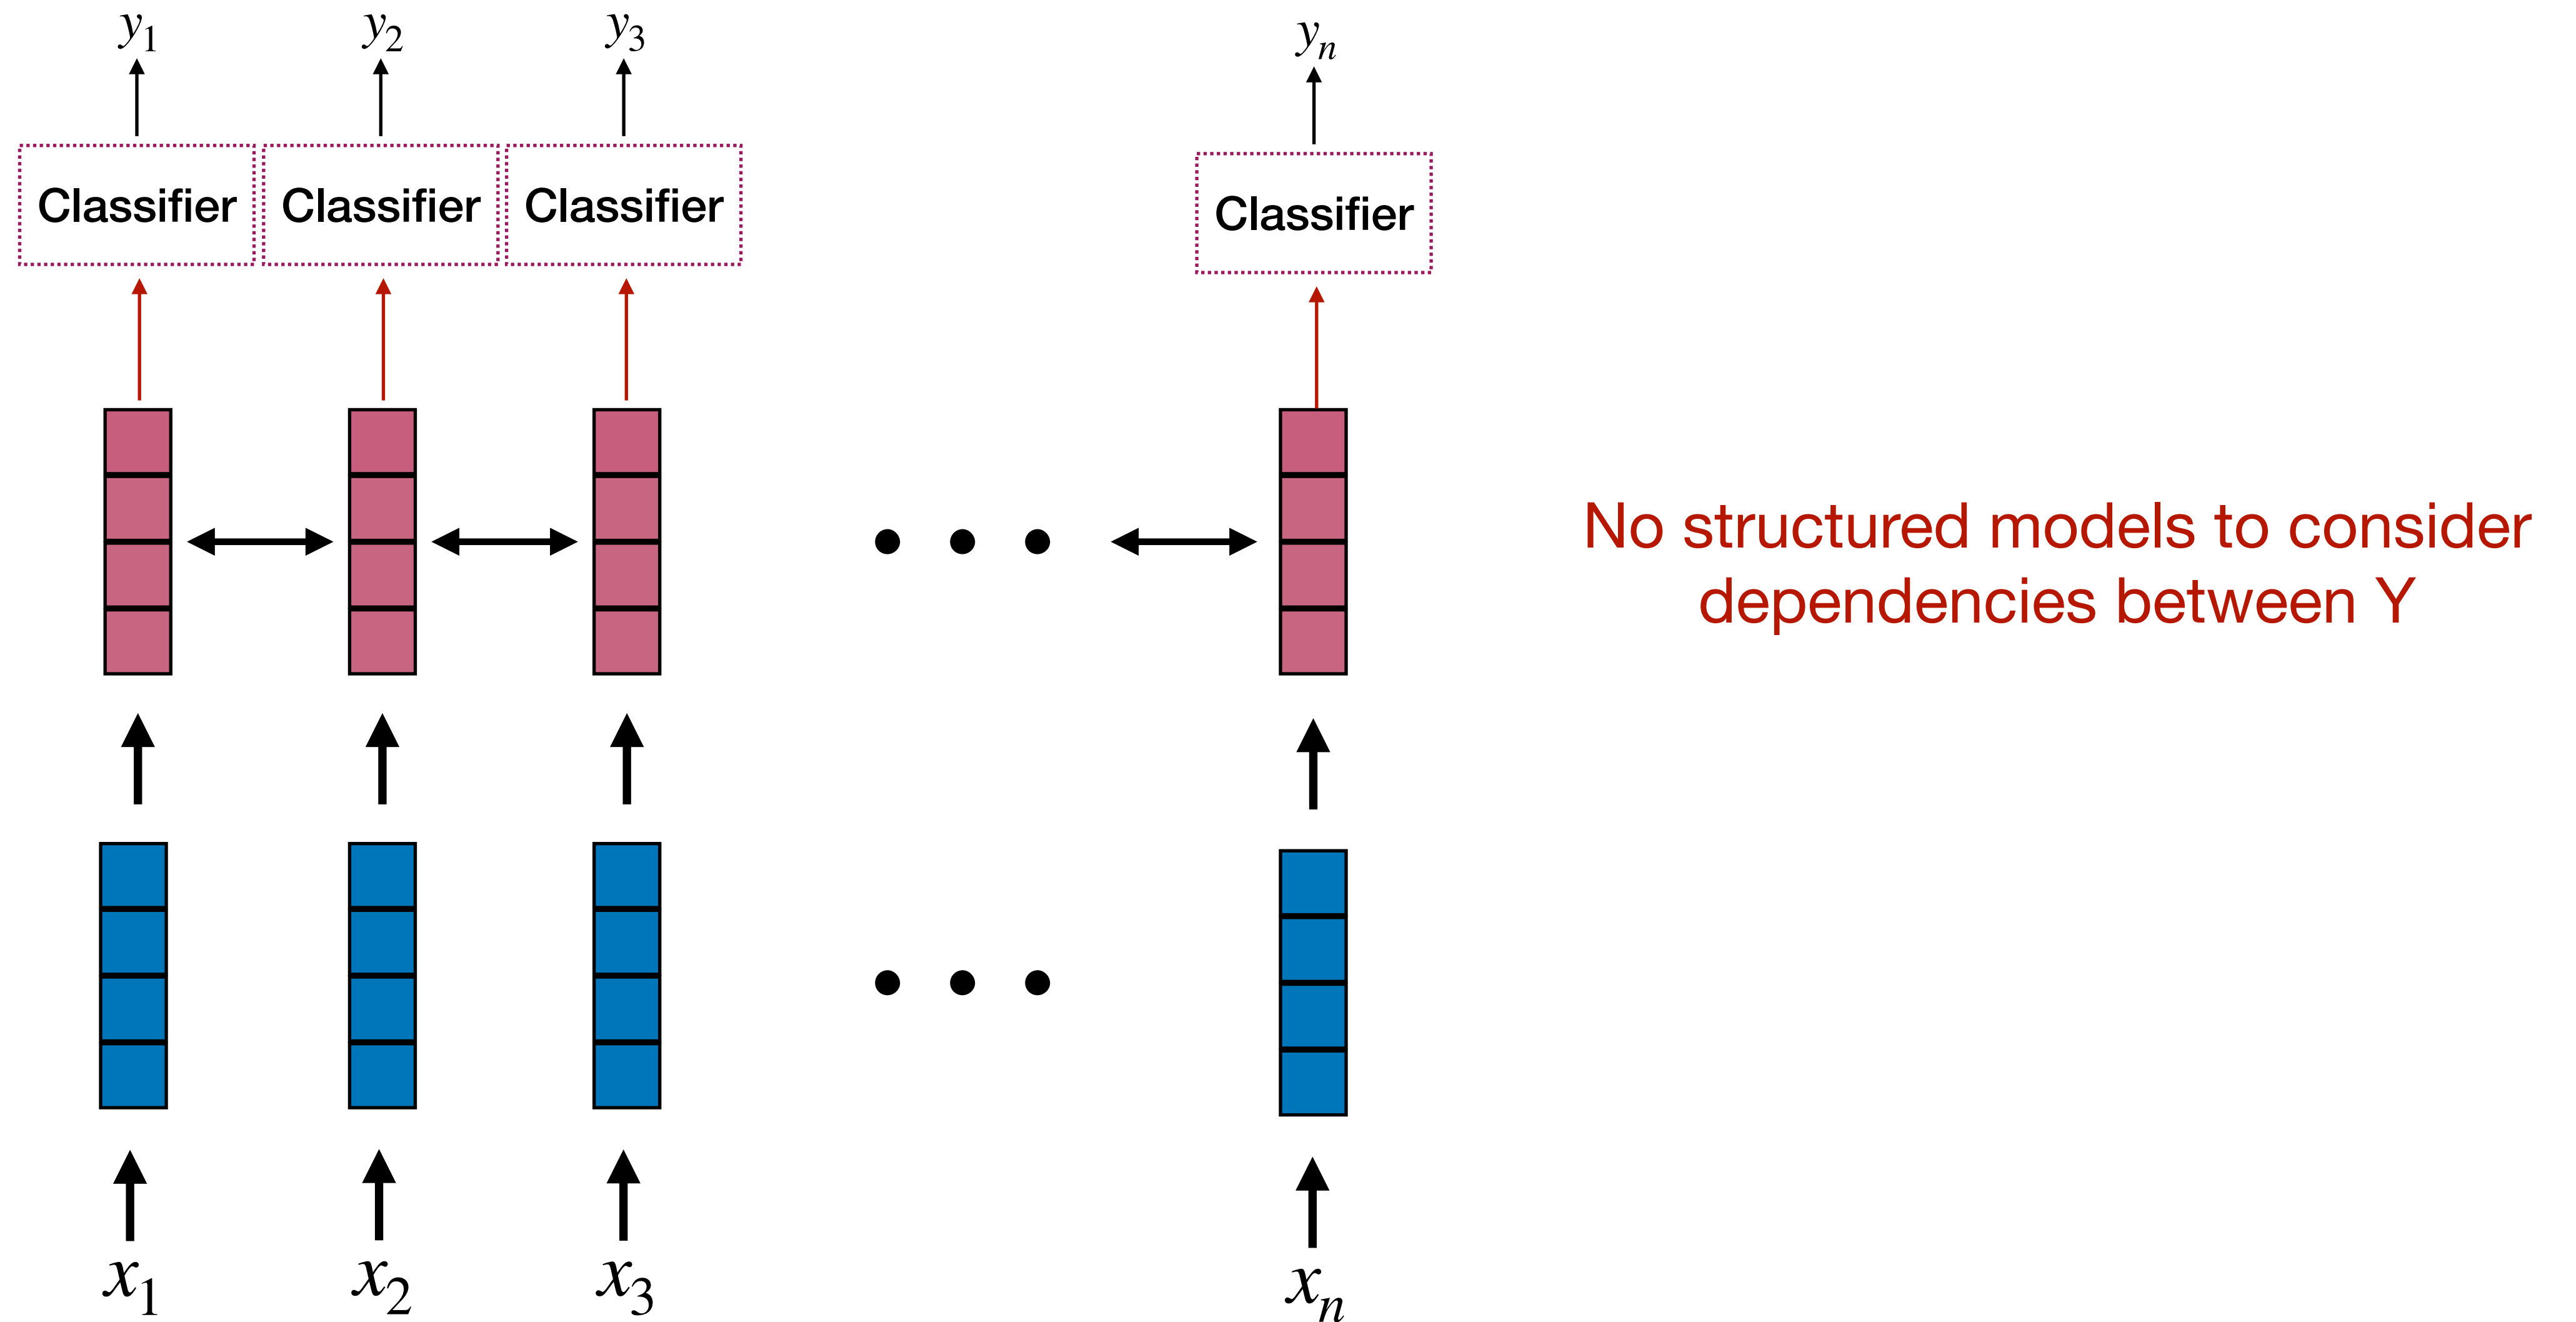 y₁ y₂ y₃ yₙ
Classifier Classifier Classifier Classifier
No structured models to consider
dependencies between Y
x₁ x₂ x₃ xₙ